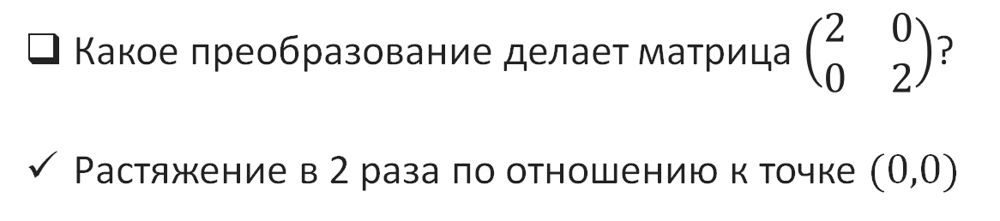 ❑ Какое преобразование делает матрица (2 0
0 2)?
✓ Растяжение в 2 раза по отношению к точке (0,0)